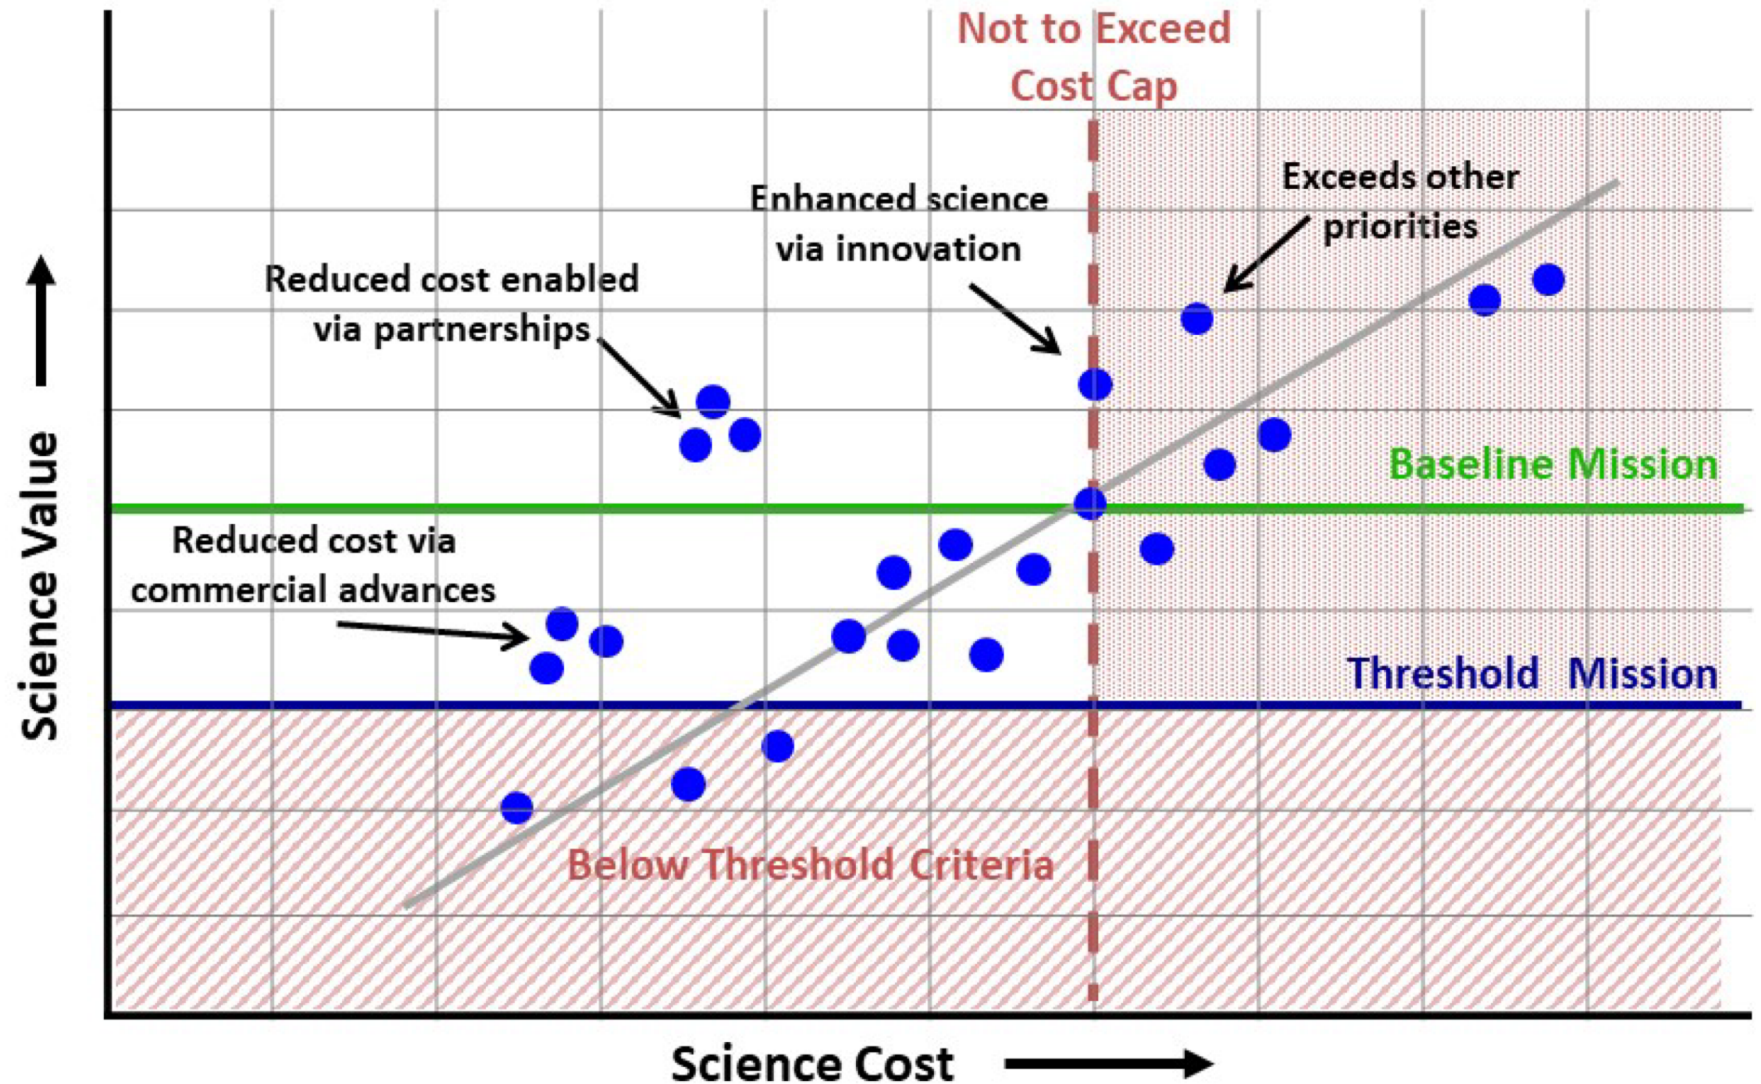 Not to Exceed
Cost Cap
Exceeds other
priorities
Enhanced science
via innovation
Reduced cost enabled
via partnerships
Baseline Mission
Reduced cost via
commercial advances
Threshold Mission
Below Threshold Criteria
Science Value
Science Cost